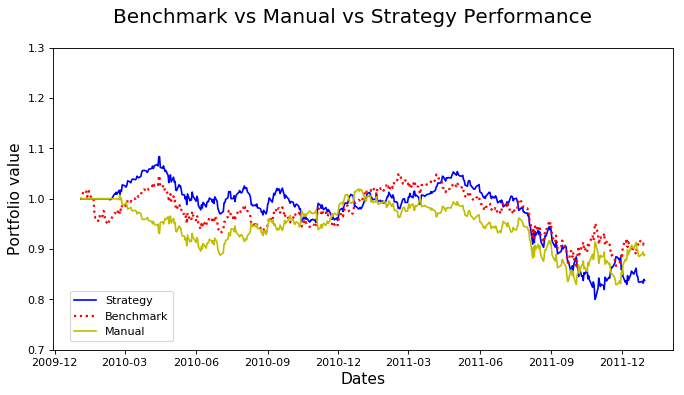 Benchmark vs Manual vs Strategy Performance
1.3
1.2
1.1
1.0
0.9
0.8
0.7
Portfolio value
Strategy
Benchmark
Manual
2009-12 2010-03 2010-06 2010-09 2010-12 2011-03 2011-06 2011-09 2011-12
Dates